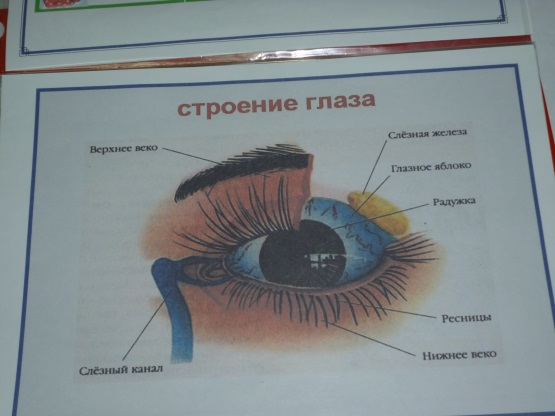 строение глаза
Верхнее веко
Слёзная железа
Глазное яблоко
Радужка
Ресницы
Нижнее веко
Слёзный канал